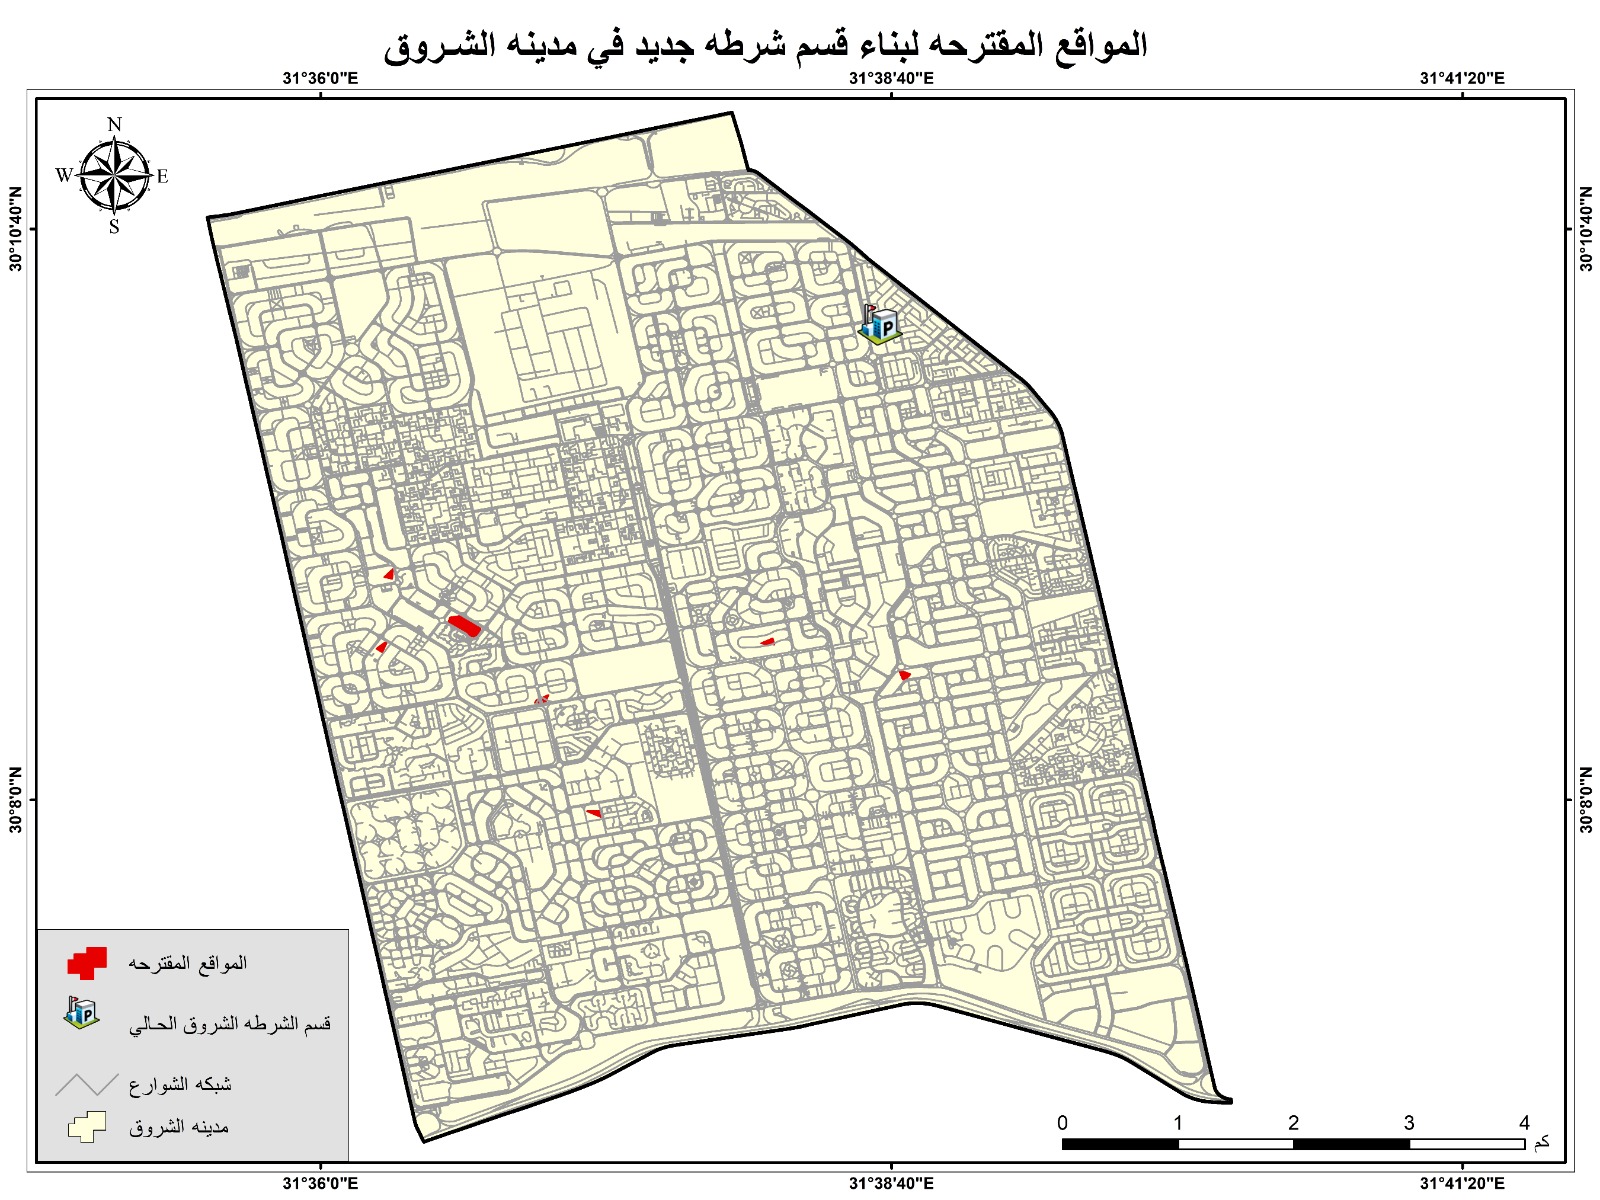 المواقع المقترحه لبناء قسم شرطه جديد في مدينه الشروق
31°36'0"E 31°38'40"E 31°41'20"E
N
W E
S
30°10'40"N 30°10'40"N
P
30°8'0"N 30°8'0"N
المواقع المقترحه
P
قسم الشرطه الشروق الحالي
شبكه الشوارع
مدينه الشروق
0 1 2 3 4
كم
31°36'0"E 31°38'40"E 31°41'20"E